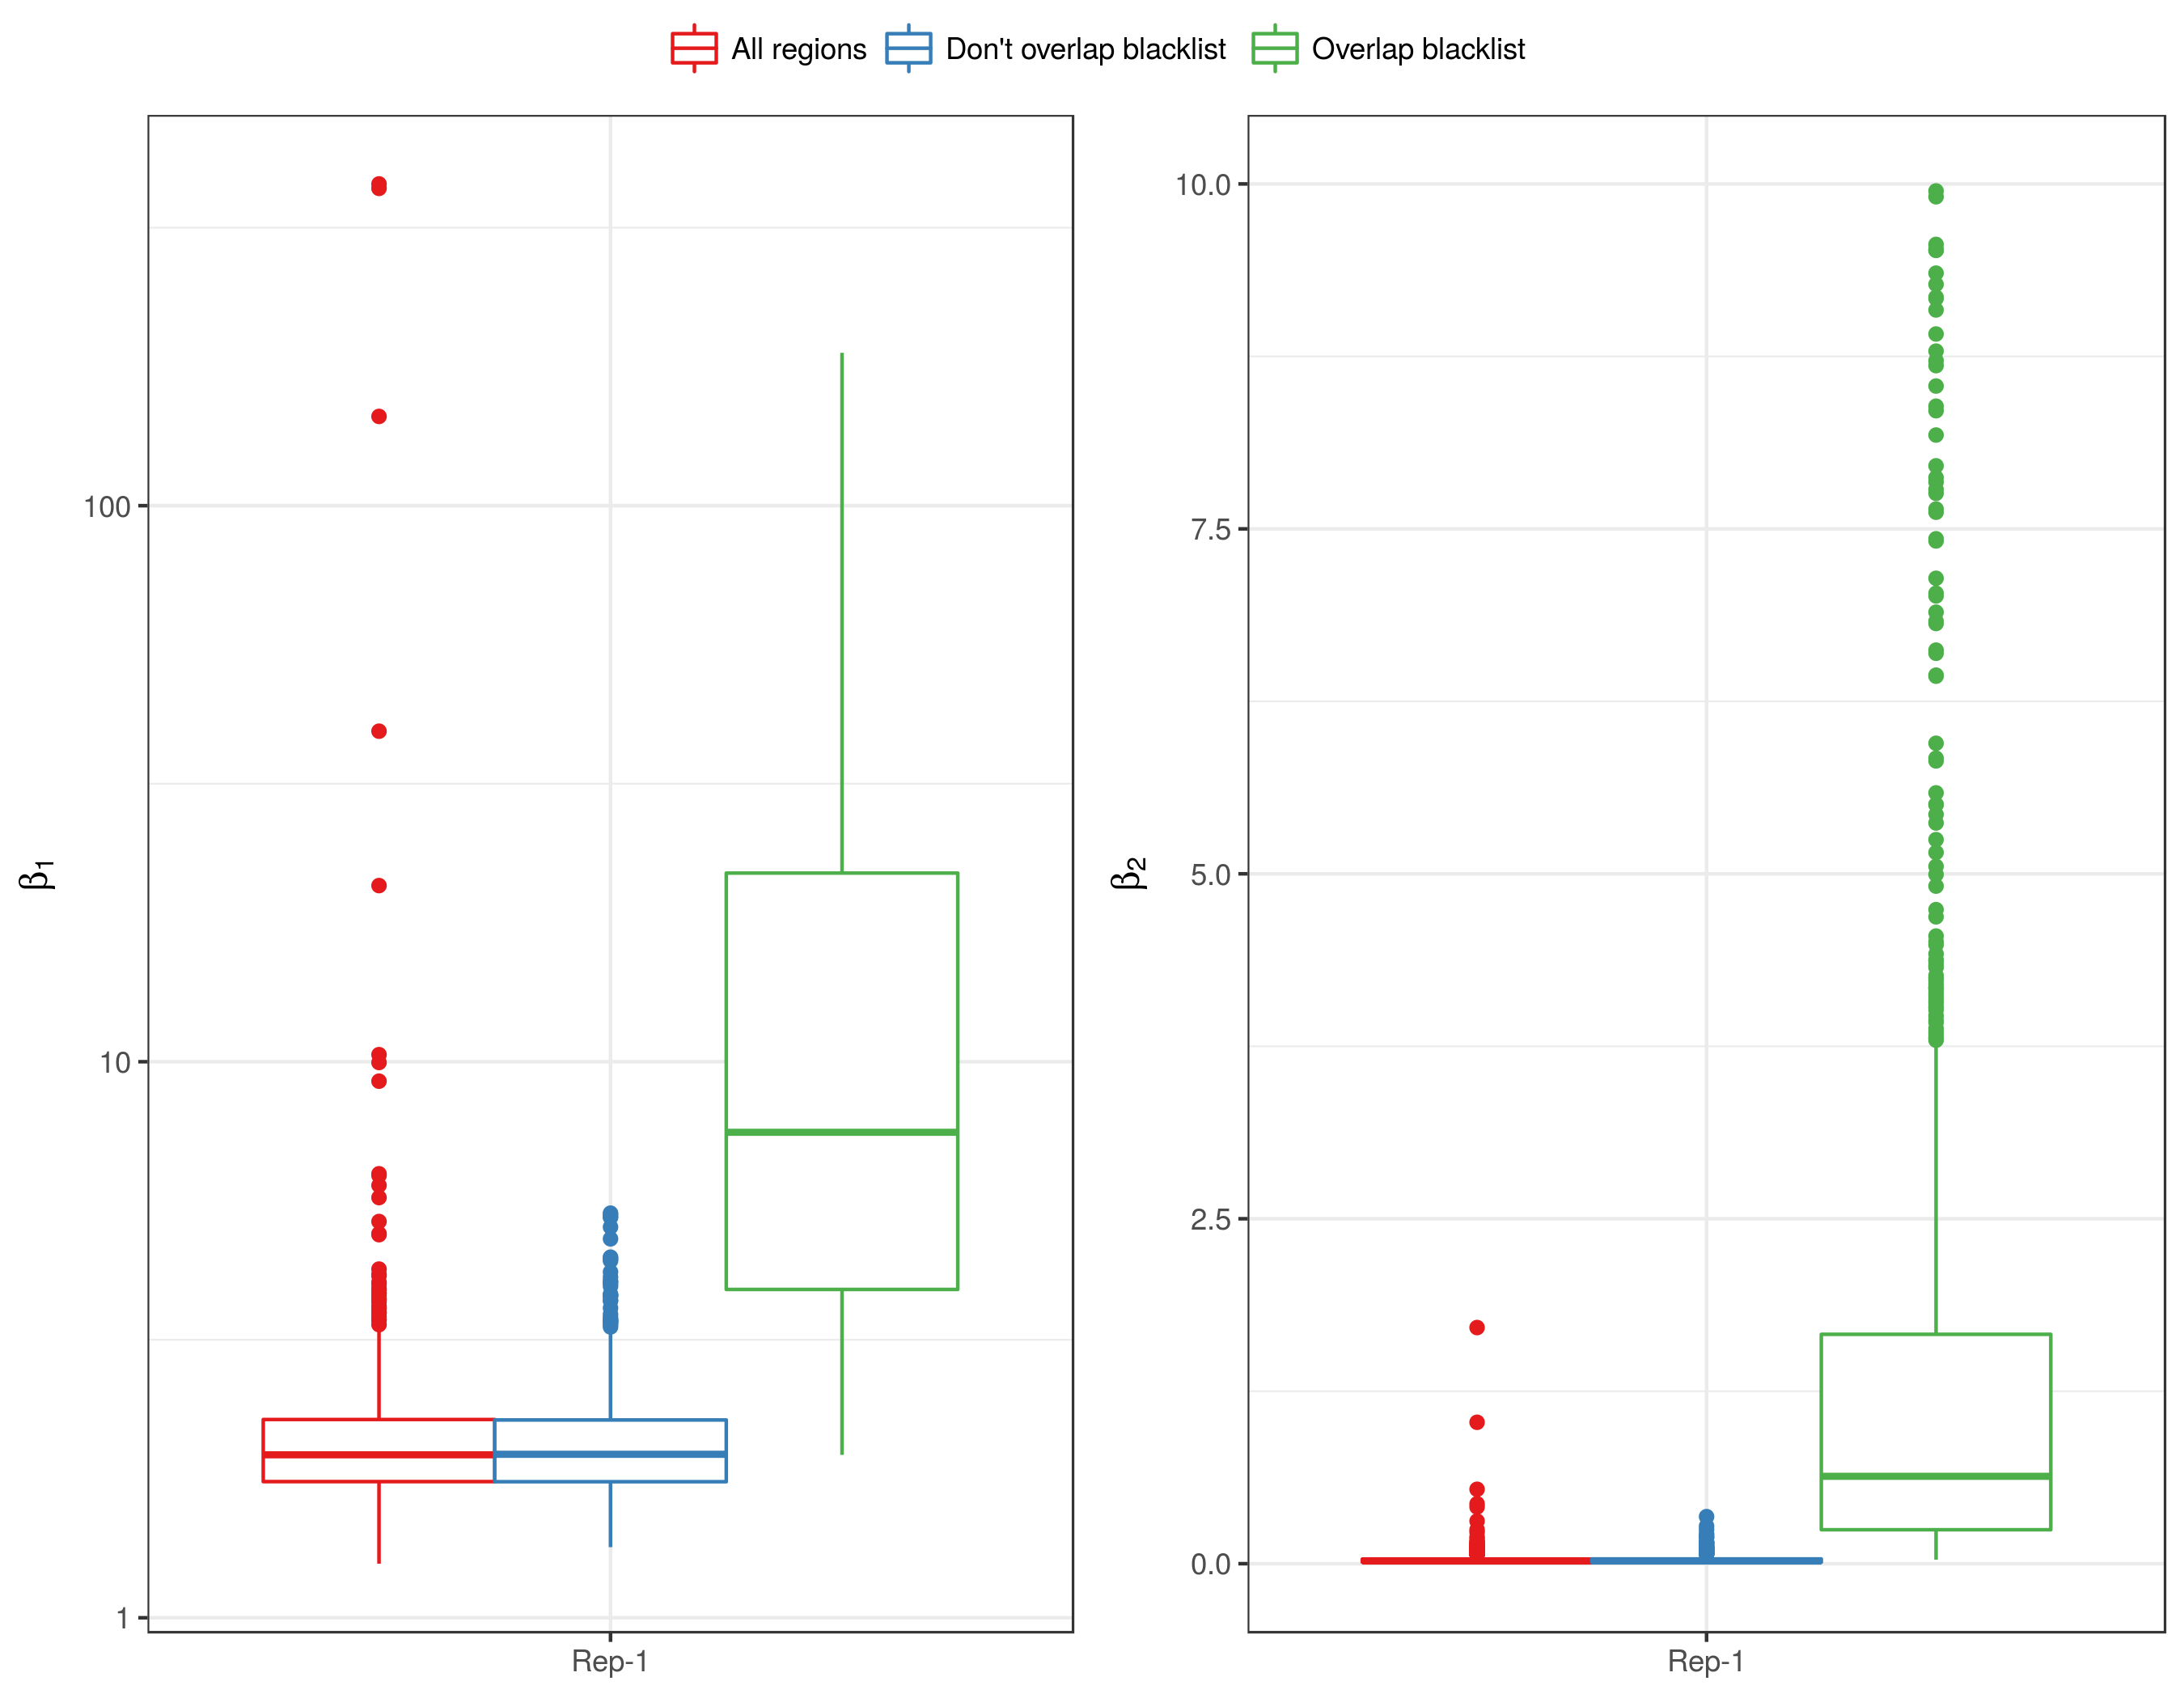 All regions Don't overlap blacklist Overlap blacklist
β1
100
10
1
Rep-1
β2
10.0
7.5
5.0
2.5
0.0
Rep-1